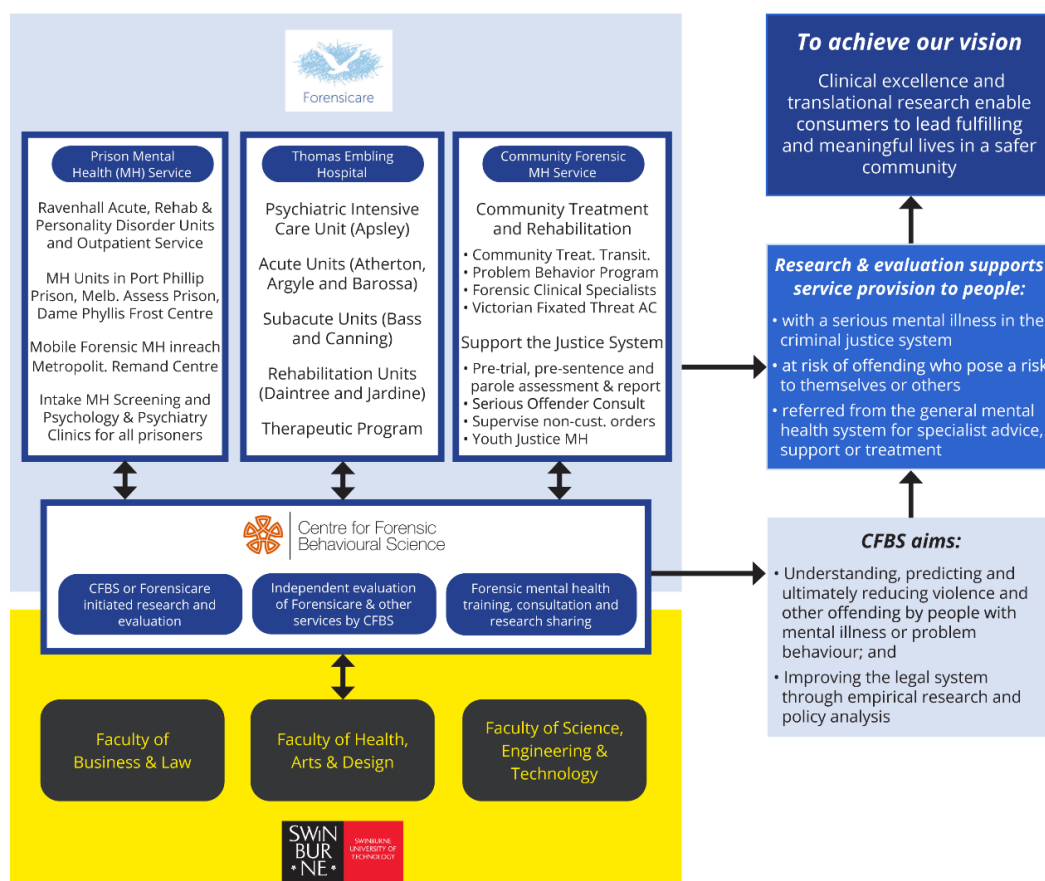 Forensicare
Prison Mental
Health (MH) Service
Ravenhall Acute, Rehab &
Personality Disorder Units
and Outpatient Service
MH Units in Port Phillip
Prison, Melb. Assess Prison,
Dame Phyllis Frost Centre
Mobile Forensic MH inreach
Metropolit. Remand Centre
Intake MH Screening and
Psychology & Psychiatry
Clinics for all prisoners
Thomas Embling
Hospital
Psychiatric Intensive
Care Unit (Apsley)
Acute Units (Atherton,
Argyle and Barossa)
Subacute Units (Bass
and Canning)
Rehabilitation Units
(Daintree and Jardine)
Therapeutic Program
Community Forensic
MH Service
Community Treatment
and Rehabilitation
• Community Treat. Transit.
• Problem Behavior Program
• Forensic Clinical Specialists
• Victorian Fixated Threat AC
Support the Justice System
• Pre-trial, pre-sentence and
parole assessment & report
• Serious Offender Consult
• Supervise non-cust. orders
• Youth Justice MH
Centre for Forensic
Behavioural Science
CFBS or Forensicare
initiated research and
evaluation
Independent evaluation
of Forensicare & other
services by CFBS
Forensic mental health
training, consultation and
research sharing
Faculty of
Business & Law
Faculty of Health,
Arts & Design
Faculty of Science,
Engineering &
Technology
SWIN
BUR
* NE *
SWINBURNE
UNIVERSITY OF
TECHNOLOGY
To achieve our vision
Clinical excellence and
translational research enable
consumers to lead fulfilling
and meaningful lives in a safer
community
Research & evaluation supports
service provision to people:
• with a serious mental illness in the
criminal justice system
• at risk of offending who pose a risk
to themselves or others
• referred from the general mental
health system for specialist advice,
support or treatment
CFBS aims:
• Understanding, predicting and
ultimately reducing violence and
other offending by people with
mental illness or problem
behaviour; and
• Improving the legal system
through empirical research and
policy analysis